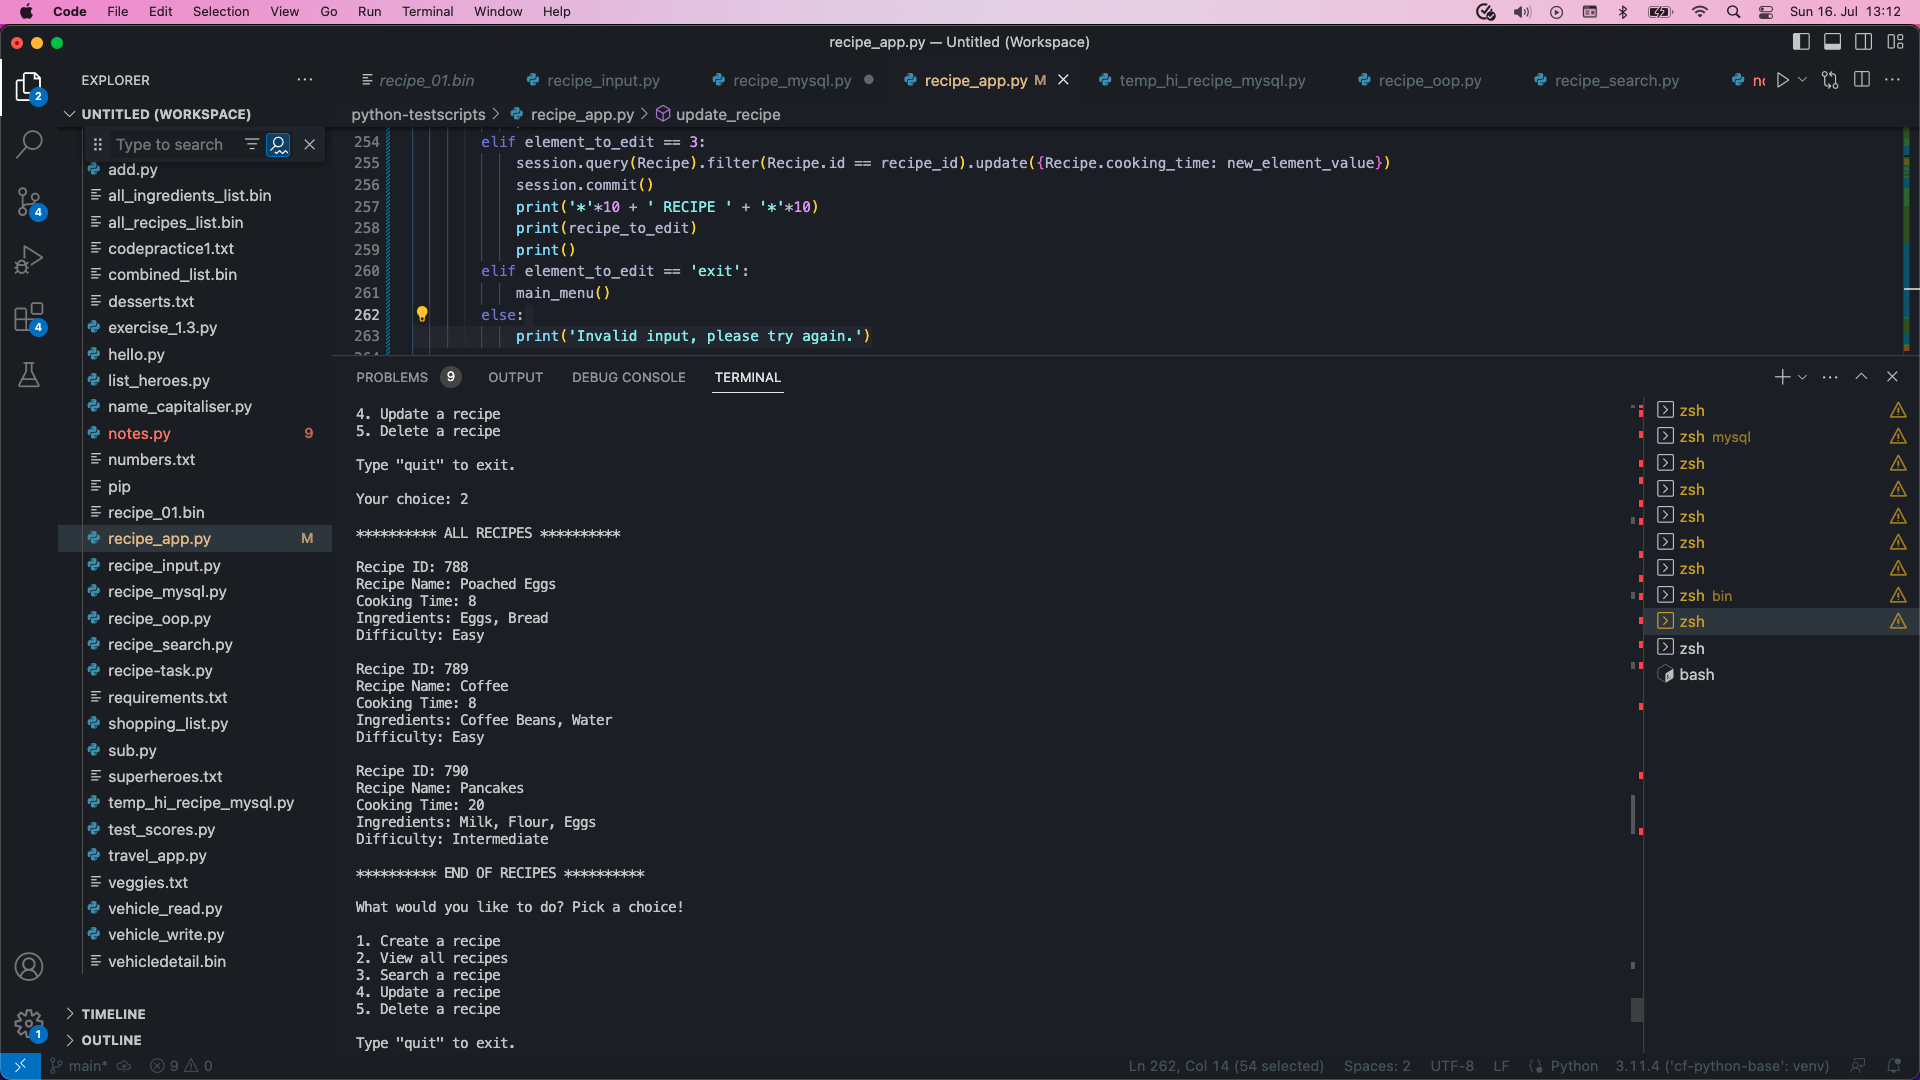 Code File Edit Selection View Go Run Terminal Window Help
Sun 16. Jul 13:12
recipe_app.py — Untitled (Workspace)
EXPLORER
recipe_01.bin recipe_input.py recipe_mysql.py recipe_app.py M temp_hi_recipe_mysql.py recipe_oop.py recipe_search.py
2
UNTITLED (WORKSPACE)
python-testscripts > recipe_app.py > update_recipe
Type to search
add.py
all_ingredients_list.bin
all_recipes_list.bin
codepractice1.txt
combined_list.bin
desserts.txt
exercise_1.3.py
hello.py
list_heroes.py
name_capitaliser.py
notes.py 9
numbers.txt
pip
recipe_01.bin
recipe_app.py M
recipe_input.py
recipe_mysql.py
recipe_oop.py
recipe_search.py
recipe-task.py
requirements.txt
shopping_list.py
sub.py
superheroes.txt
temp_hi_recipe_mysql.py
test_scores.py
travel_app.py
veggies.txt
vehicle_read.py
vehicle_write.py
vehicledetail.bin
TIMELINE
OUTLINE
4
4
1
254 elif element_to_edit == 3:
255 session.query(Recipe).filter(Recipe.id == recipe_id).update({Recipe.cooking_time: new_element_value})
256 session.commit()
257 print('*'*10 + ' RECIPE ' + '*'*10)
258 print(recipe_to_edit)
259 print()
260 elif element_to_edit == 'exit':
261 main_menu()
262 else:
263 print('Invalid input, please try again.')
PROBLEMS 9 OUTPUT DEBUG CONSOLE TERMINAL
4. Update a recipe
5. Delete a recipe
Type "quit" to exit.
Your choice: 2
********** ALL RECIPES **********
Recipe ID: 788
Recipe Name: Poached Eggs
Cooking Time: 8
Ingredients: Eggs, Bread
Difficulty: Easy
Recipe ID: 789
Recipe Name: Coffee
Cooking Time: 8
Ingredients: Coffee Beans, Water
Difficulty: Easy
Recipe ID: 790
Recipe Name: Pancakes
Cooking Time: 20
Ingredients: Milk, Flour, Eggs
Difficulty: Intermediate
********** END OF RECIPES **********
What would you like to do? Pick a choice!
1. Create a recipe
2. View all recipes
3. Search a recipe
4. Update a recipe
5. Delete a recipe
Type "quit" to exit.
zsh
zsh mysql
zsh
zsh
zsh
zsh
zsh
zsh bin
zsh
zsh
bash
main* 9 0
Ln 262, Col 14 (54 selected) Spaces: 2 UTF-8 LF Python 3.11.4 ('cf-python-base': venv)